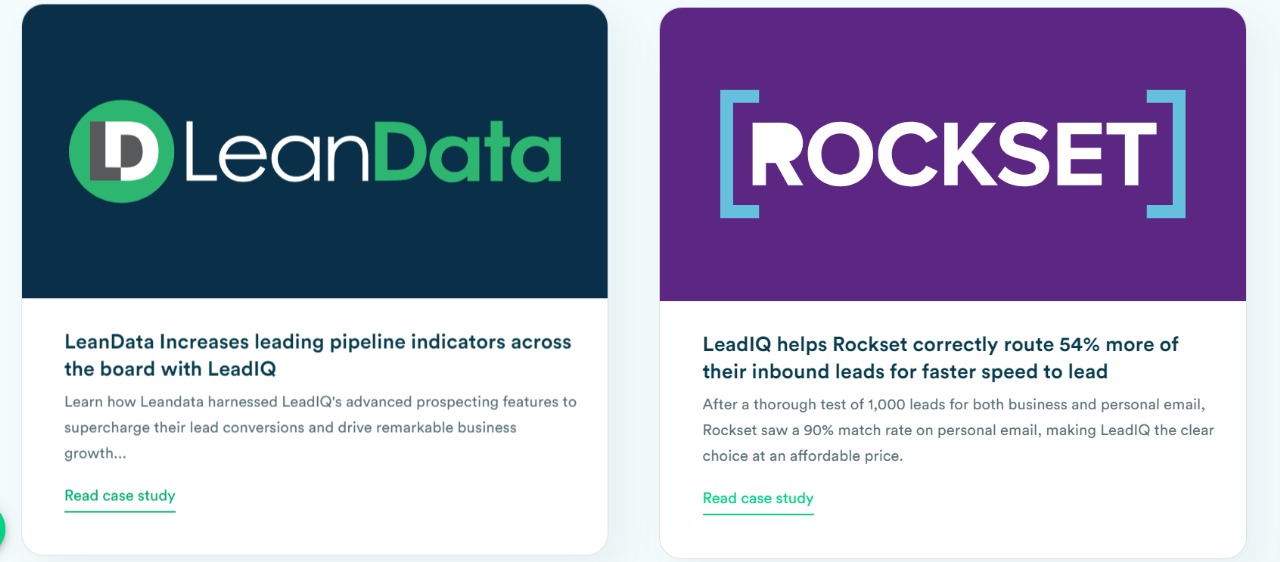 LD LeanData
LeanData Increases leading pipeline indicators across
the board with LeadIQ
Learn how Leandata harnessed LeadIQ's advanced prospecting features to
supercharge their lead conversions and drive remarkable business
growth...
Read case study
[ROCKSET]
LeadIQ helps Rockset correctly route 54% more of
their inbound leads for faster speed to lead
After a thorough test of 1,000 leads for both business and personal email,
Rockset saw a 90% match rate on personal email, making LeadIQ the clear
choice at an affordable price.
Read case study